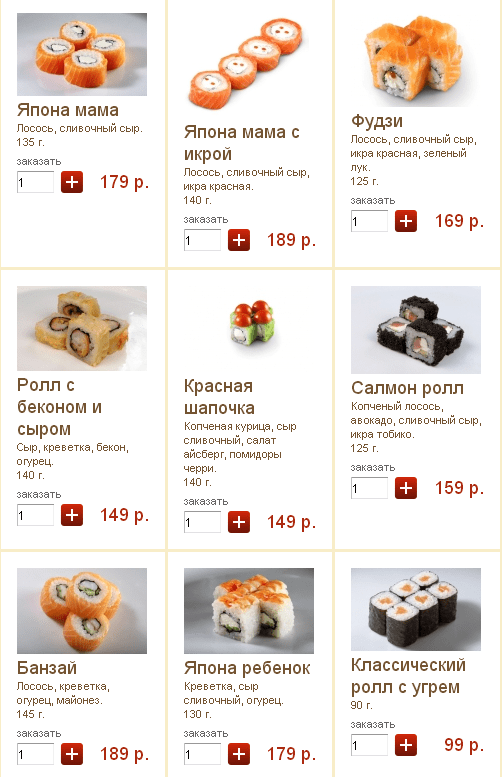 Япона мама
Лосось, сливочный сыр.
135 г.
заказать
1
179 р.
Япона мама с
икрой
Лосось, сливочный сыр,
икра красная.
140 г.
заказать
1
189 р.
Фудзи
Лосось, сливочный сыр,
икра красная, зеленый
лук.
125 г.
заказать
1
169 р.
Ролл с
беконом и
сыром
Сыр, креветка, бекон,
огурец.
140 г.
заказать
1
149 р.
Красная
шапочка
Копченая курица, сыр
сливочный, салат
айсберг, помидоры
черри.
140 г.
заказать
1
149 р.
Салмон ролл
Копченый лосось,
авокадо, сливочный сыр,
икра тобико.
125 г.
заказать
1
159 р.
Банзай
Лосось, креветка,
огурец, майонез.
145 г.
заказать
1
189 р.
Япона ребенок
Креветка, сыр
сливочный, огурец.
130 г.
заказать
1
179 р.
Классический
ролл с угрем
90 г.
заказать
1
99 р.